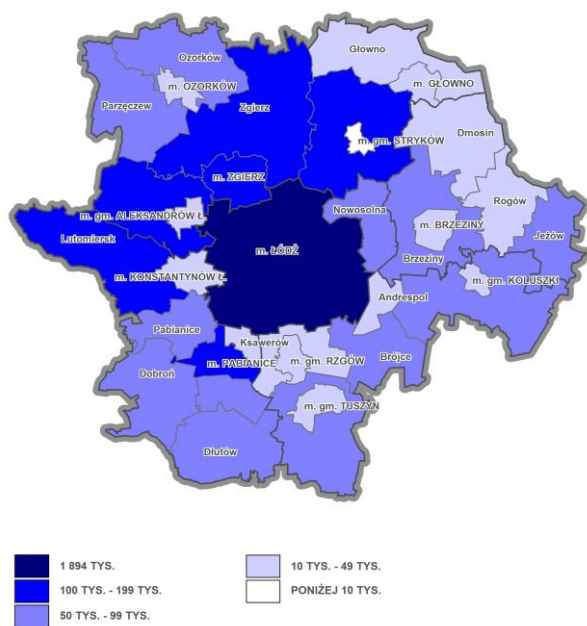 Ozorków
Głowno
m. GŁOWNO
m. OZORKÓW
Parzęczew
Zgierz
Dmosin
m. gm. STRYKÓW
m. ZGIERZ
Rogów
m. gm. ALEKSANDRÓW Ł.
Nowosolna
m. BRZEZINY
Lutomiersk
Jeżów
m. ŁÓDŹ
Brzeziny
m. KONSTANTYNÓW Ł.
m. gm. KOLUSZKI
Andrespol
Pabianice
Ksawerów
m. PABIANICE
m. gm. RZGÓW
Brójce
Dobroń
m. gm. TUSZYN
Dłutów
1 894 TYS.
10 TYS. - 49 TYS.
100 TYS. - 199 TYS.
PONIŻEJ 10 TYS.
50 TYS. - 99 TYS.